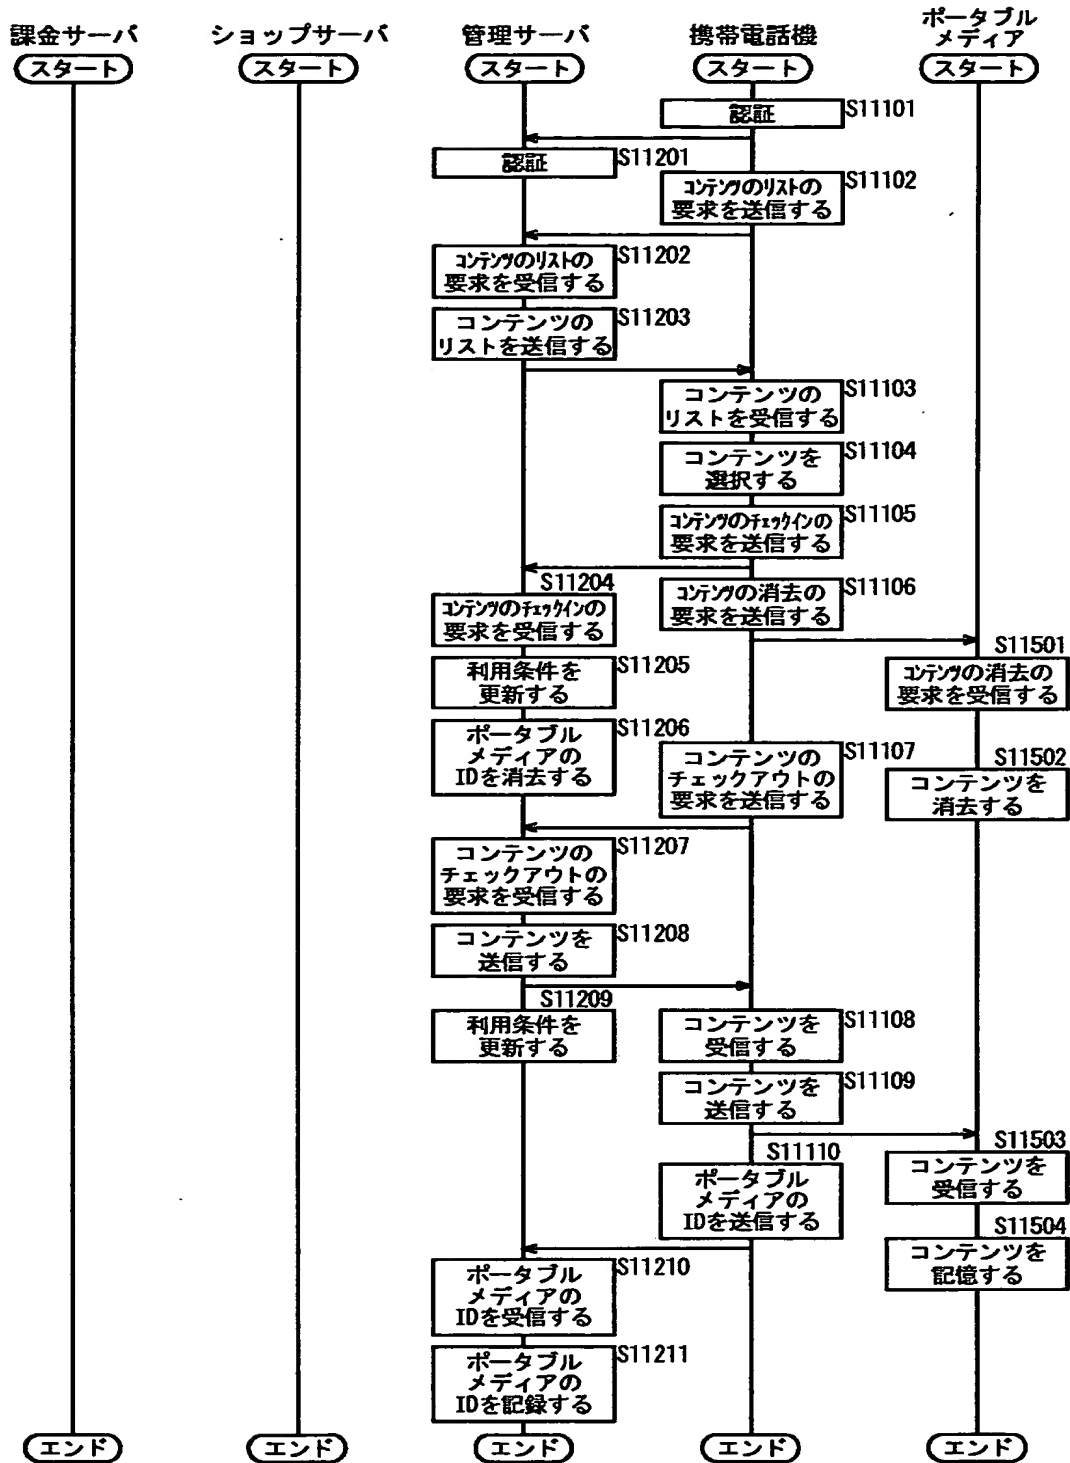 課金サーバ
ショップサーバ
管理サーバ
携帯電話機
ポータブル
メディア
スタート
スタート
スタート
スタート
スタート
認証
S11101
認証
S11201
コンテンツのリストの
要求を送信する
S11102
コンテンツのリストの
要求を受信する
S11202
コンテンツの
リストを送信する
S11203
コンテンツの
リストを受信する
S11103
コンテンツを
選択する
S11104
コンテンツのチェックインの
要求を送信する
S11105
S11204
コンテンツのチェックインの
要求を受信する
コンテンツの消去の
要求を送信する
S11106
S11501
コンテンツの消去の
要求を受信する
利用条件を
更新する
S11205
ポータブル
メディアの
IDを消去する
S11206
コンテンツの
チェックアウトの
要求を送信する
S11107
S11502
コンテンツを
消去する
コンテンツの
チェックアウトの
要求を受信する
S11207
コンテンツを
送信する
S11208
S11209
利用条件を
更新する
コンテンツを
受信する
S11108
コンテンツを
送信する
S11109
S11503
コンテンツを
受信する
S11110
ポータブル
メディアの
IDを送信する
S11504
コンテンツを
記憶する
ポータブル
メディアの
IDを受信する
S11210
ポータブル
メディアの
IDを記録する
S11211
エンド
エンド
エンド
エンド
エンド